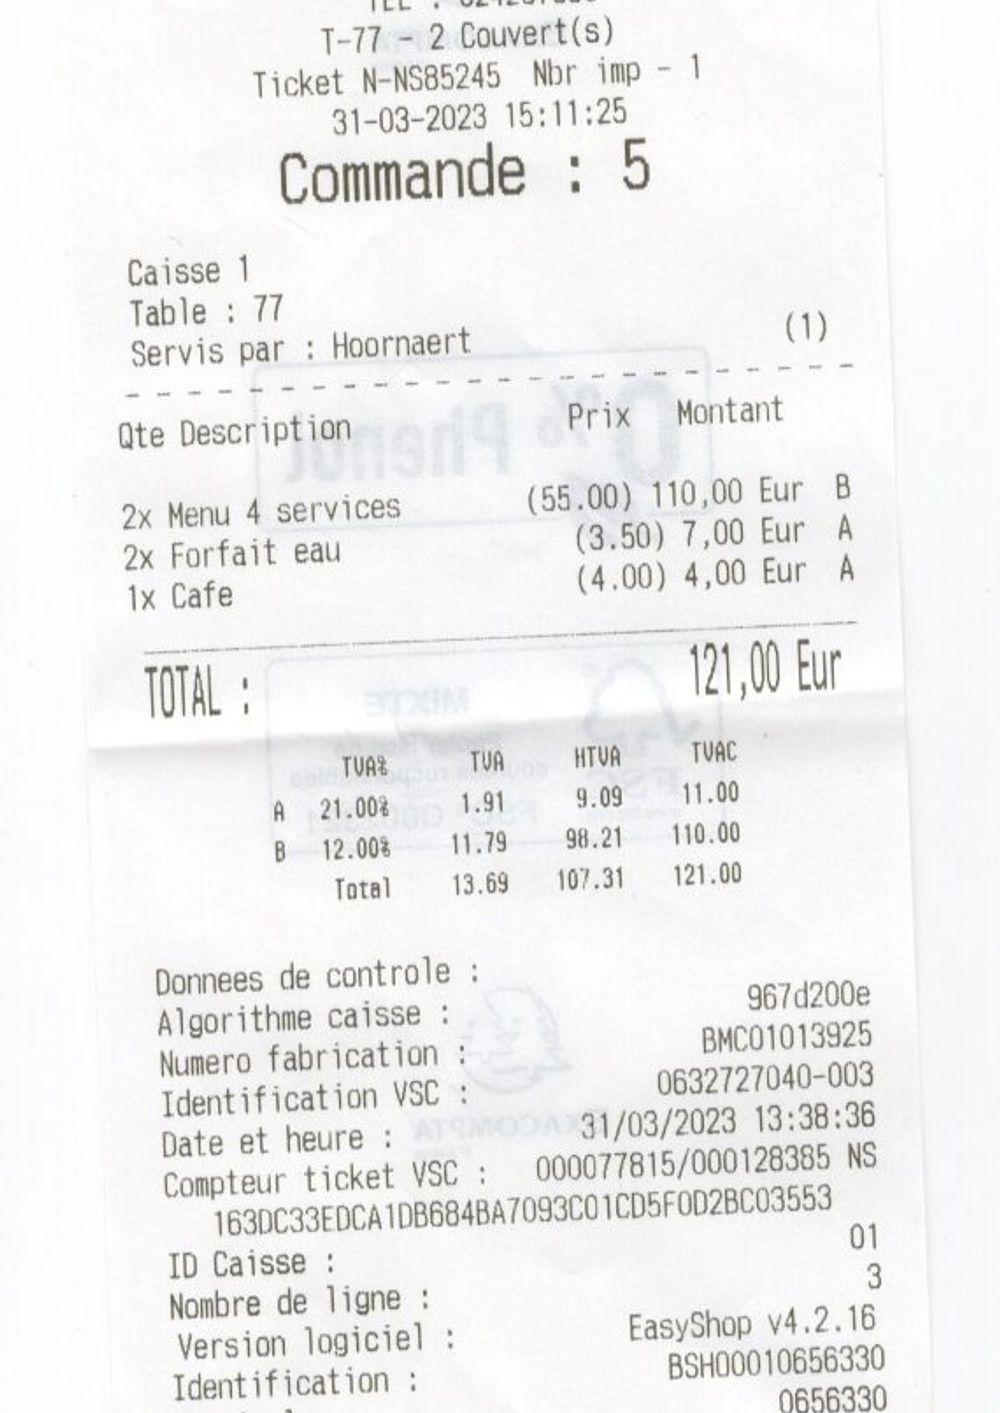 T-77 - 2 Couvert(s)
Ticket N-NS85245 Nbr imp - 1
31-03-2023 15:11:25
Commande : 5
Caisse 1
Table : 77
Servis par : Hoornaert (1)
Qte Description Prix Montant
2x Menu 4 services (55.00) 110,00 Eur B
2x Forfait eau (3.50) 7,00 Eur A
1x Cafe (4.00) 4,00 Eur A
TOTAL : 121,00 Eur
TVA% TVA HTVA TVAC
A 21.00% 1.91 9.09 11.00
B 12.00% 11.79 98.21 110.00
Total 13.69 107.31 121.00
Donnees de controle :
Algorithme caisse : 967d200e
Numero fabrication : BMC01013925
Identification VSC : 0632727040-003
Date et heure : 31/03/2023 13:38:36
Compteur ticket VSC : 000077815/000128385 NS
163DC33EDCA1DB684BA7093C01CD5F0D2BC03553
ID Caisse : 01
Nombre de ligne : 3
Version logiciel : EasyShop v4.2.16
Identification : BSH00010656330
0656330